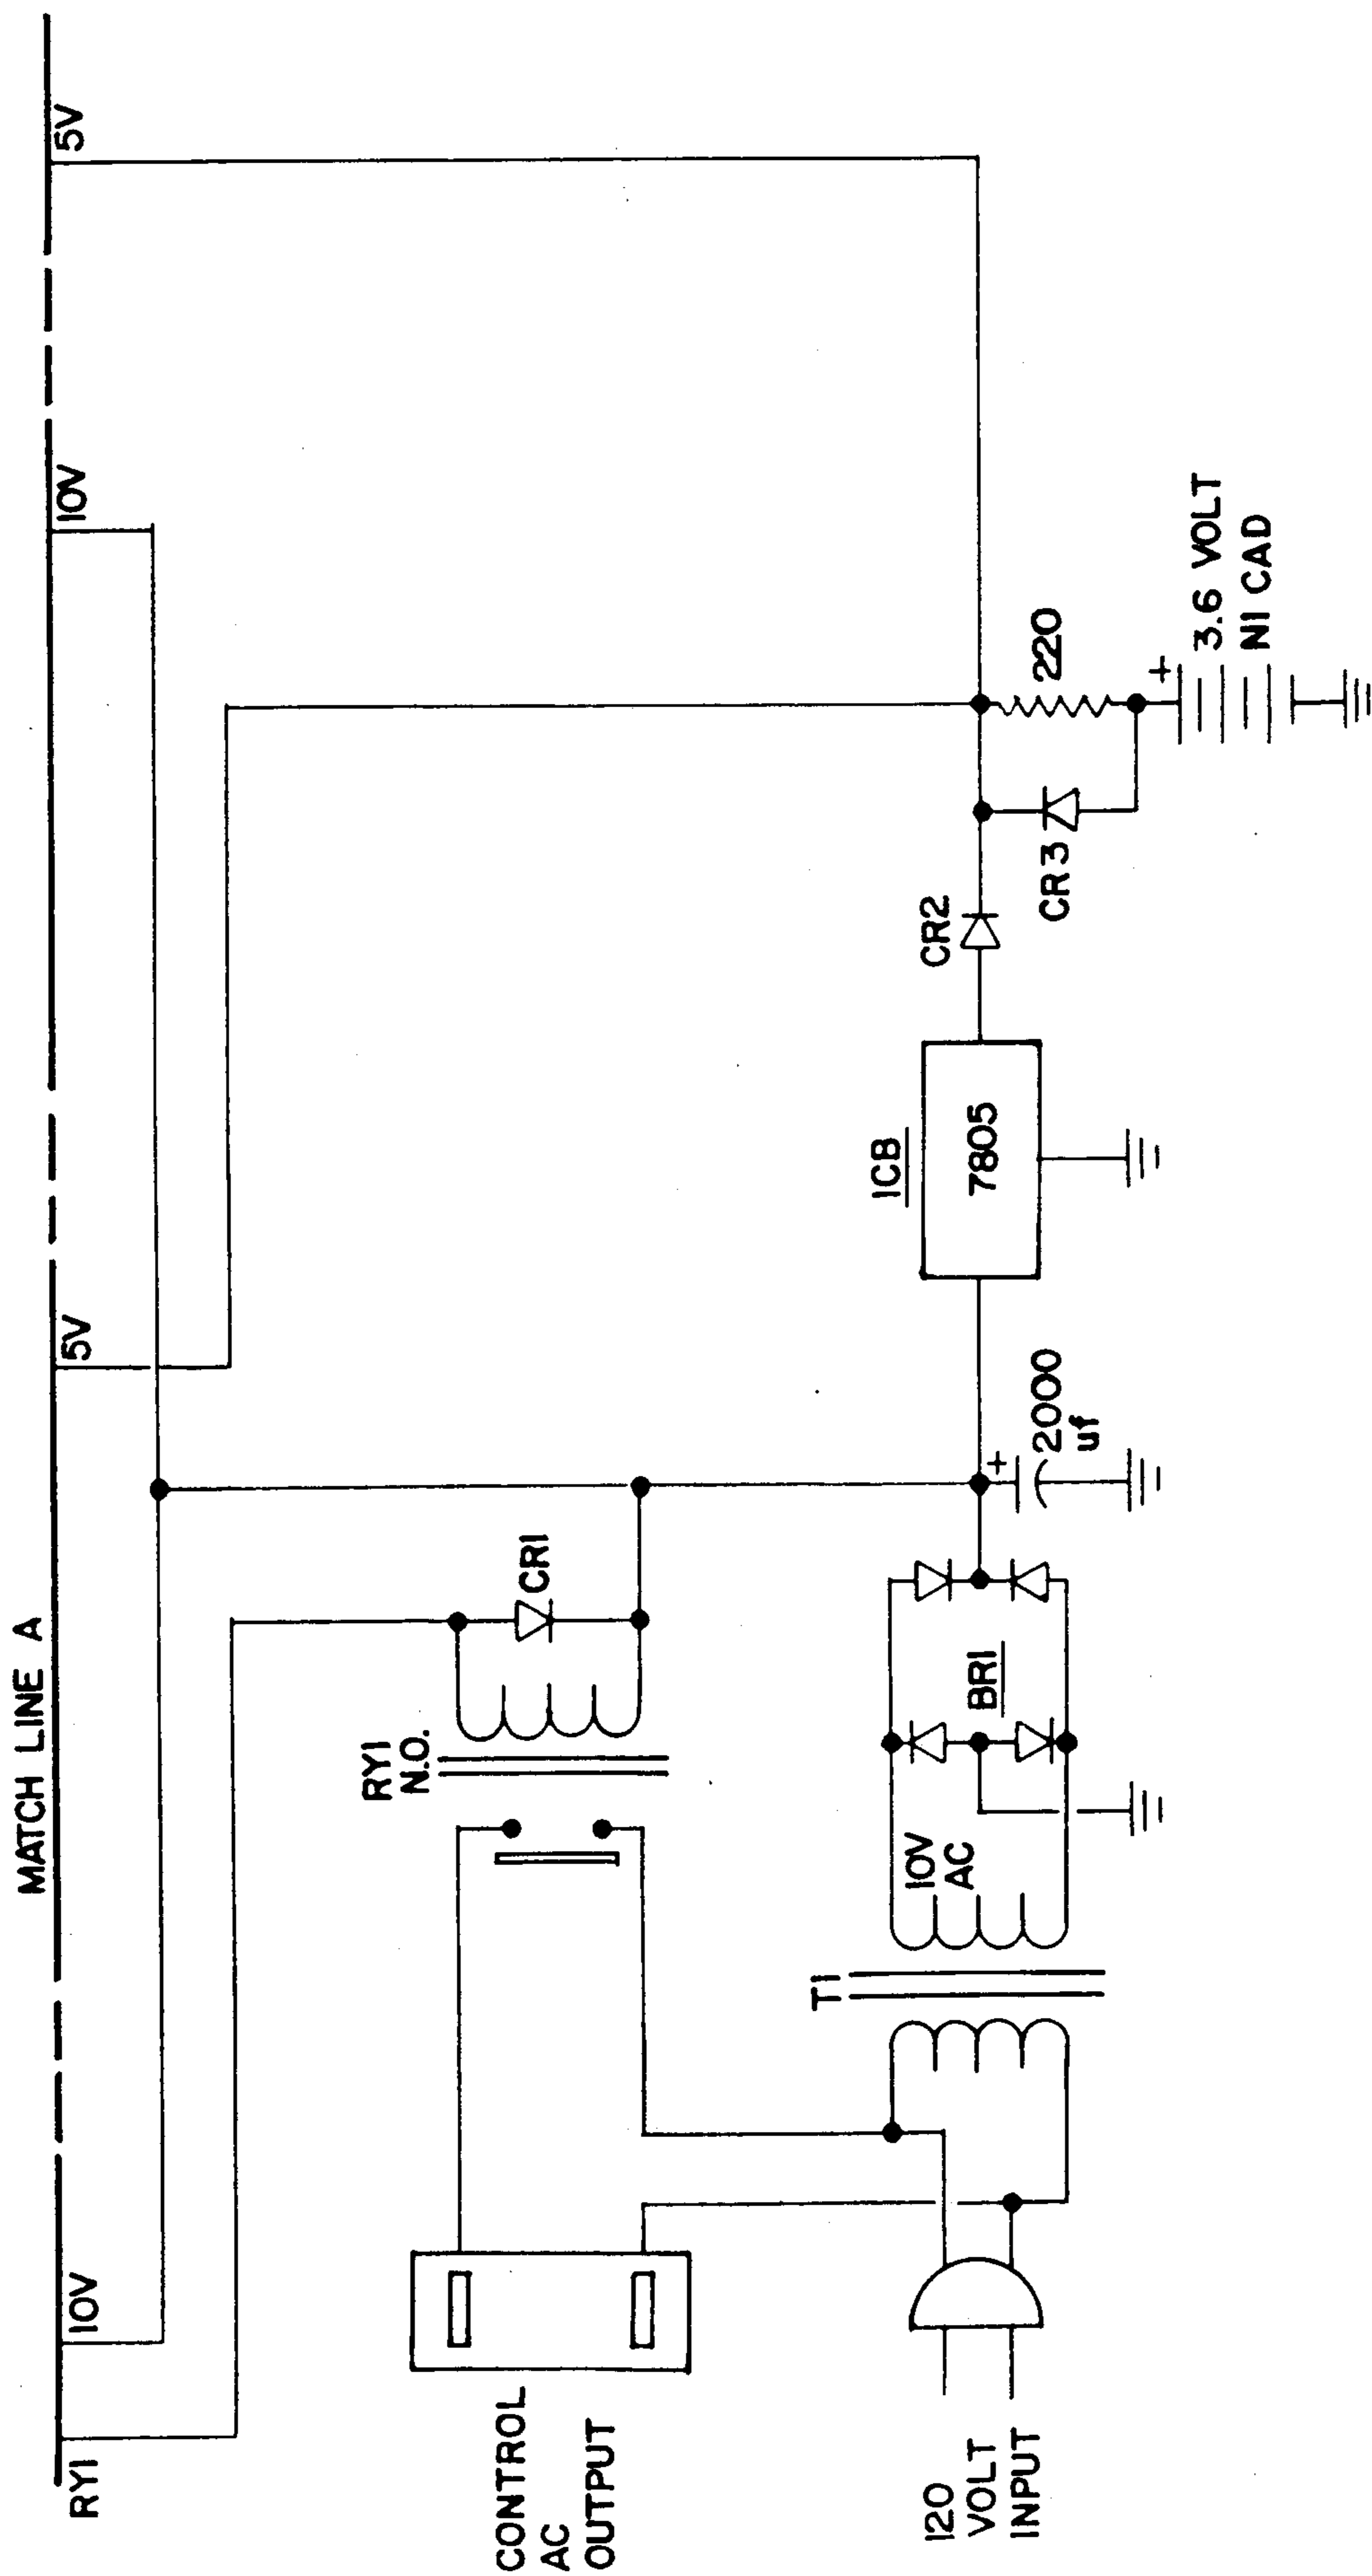 MATCH LINE A
RY1
10V
5V
10V
5V
RY1
N.O.
CR1
CONTROL
AC
OUTPUT
120
VOLT
INPUT
T1
10V
AC
BR1
+
2000
uf
ICB
7805
CR2
CR3
220
+
3.6 VOLT
NI CAD